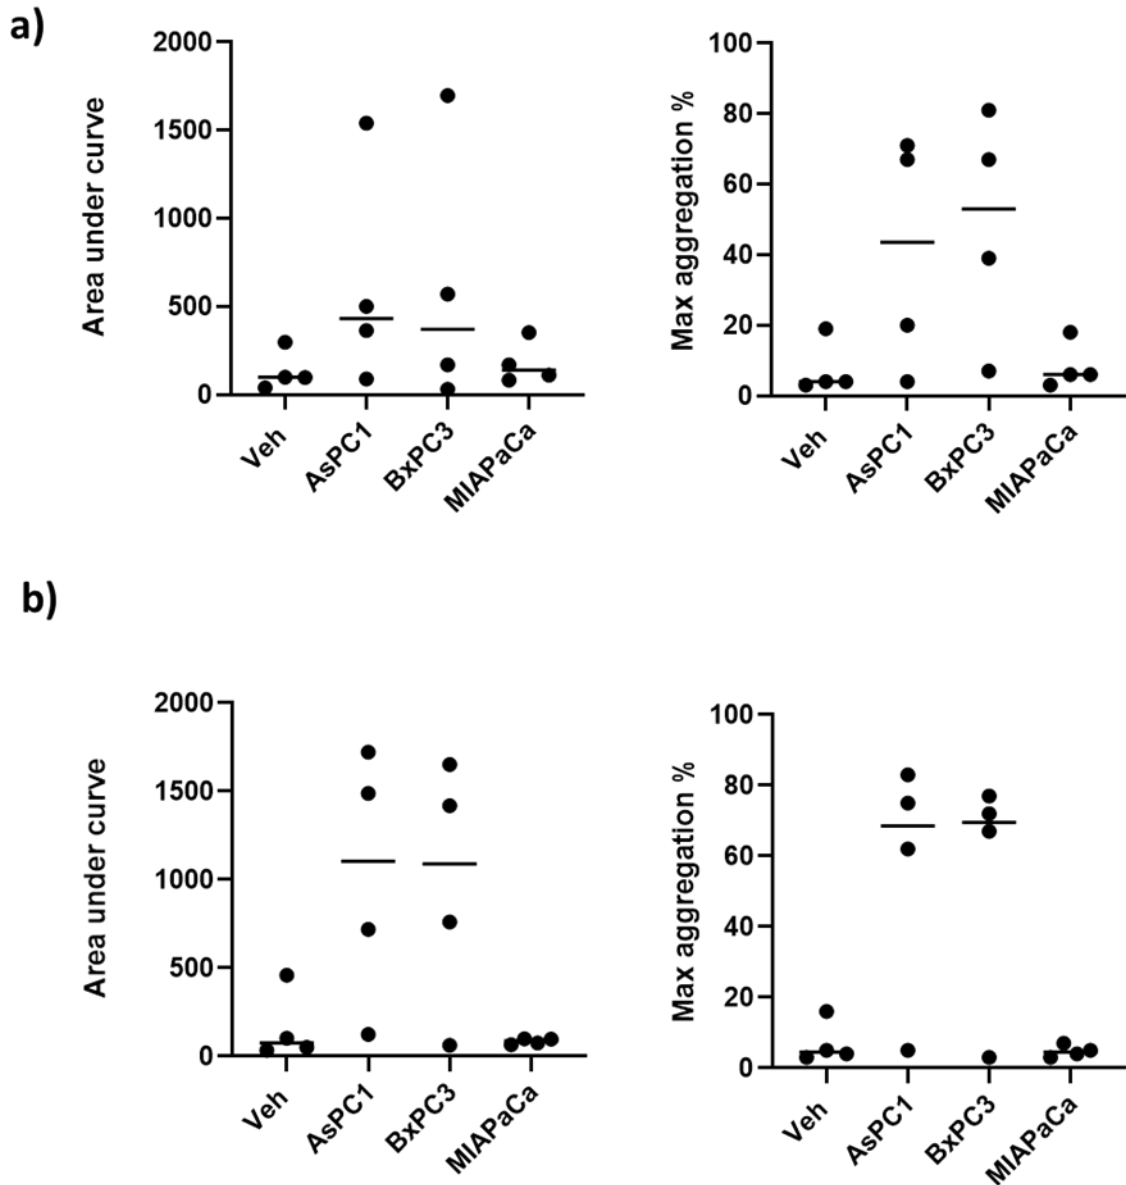 a)
Area under curve
2000
1500
1000
500
0
Veh
AsPC1
BxPC3
MIAPaCa
Max aggregation %
100
80
60
40
20
0
Veh
AsPC1
BxPC3
MIAPaCa
b)
Area under curve
2000
1500
1000
500
0
Veh
AsPC1
BxPC3
MIAPaCa
Max aggregation %
100
80
60
40
20
0
Veh
AsPC1
BxPC3
MIAPaCa